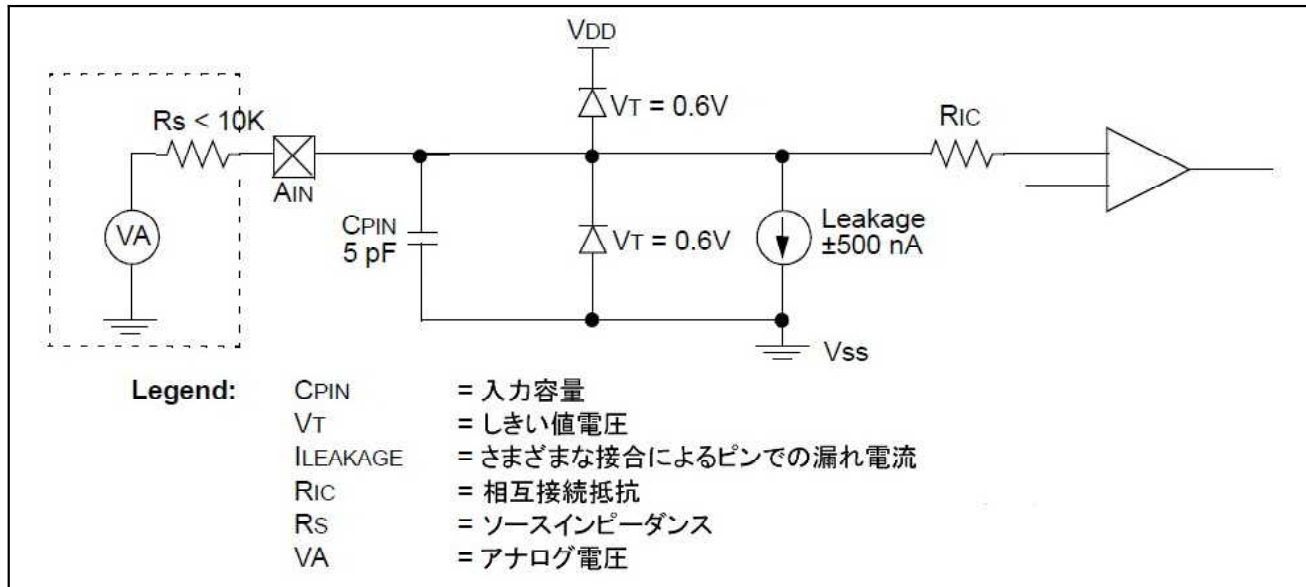 VDD
VT = 0.6V
Rs < 10K
RIC
AIN
CPIN
5 pF
VT = 0.6V
Leakage
±500 nA
VA
Vss
Legend: CPIN = 入力容量
VT = しきい値電圧
ILEAKAGE = さまざまな接合によるピンでの漏れ電流
RIC = 相互接続抵抗
RS = ソースインピーダンス
VA = アナログ電圧